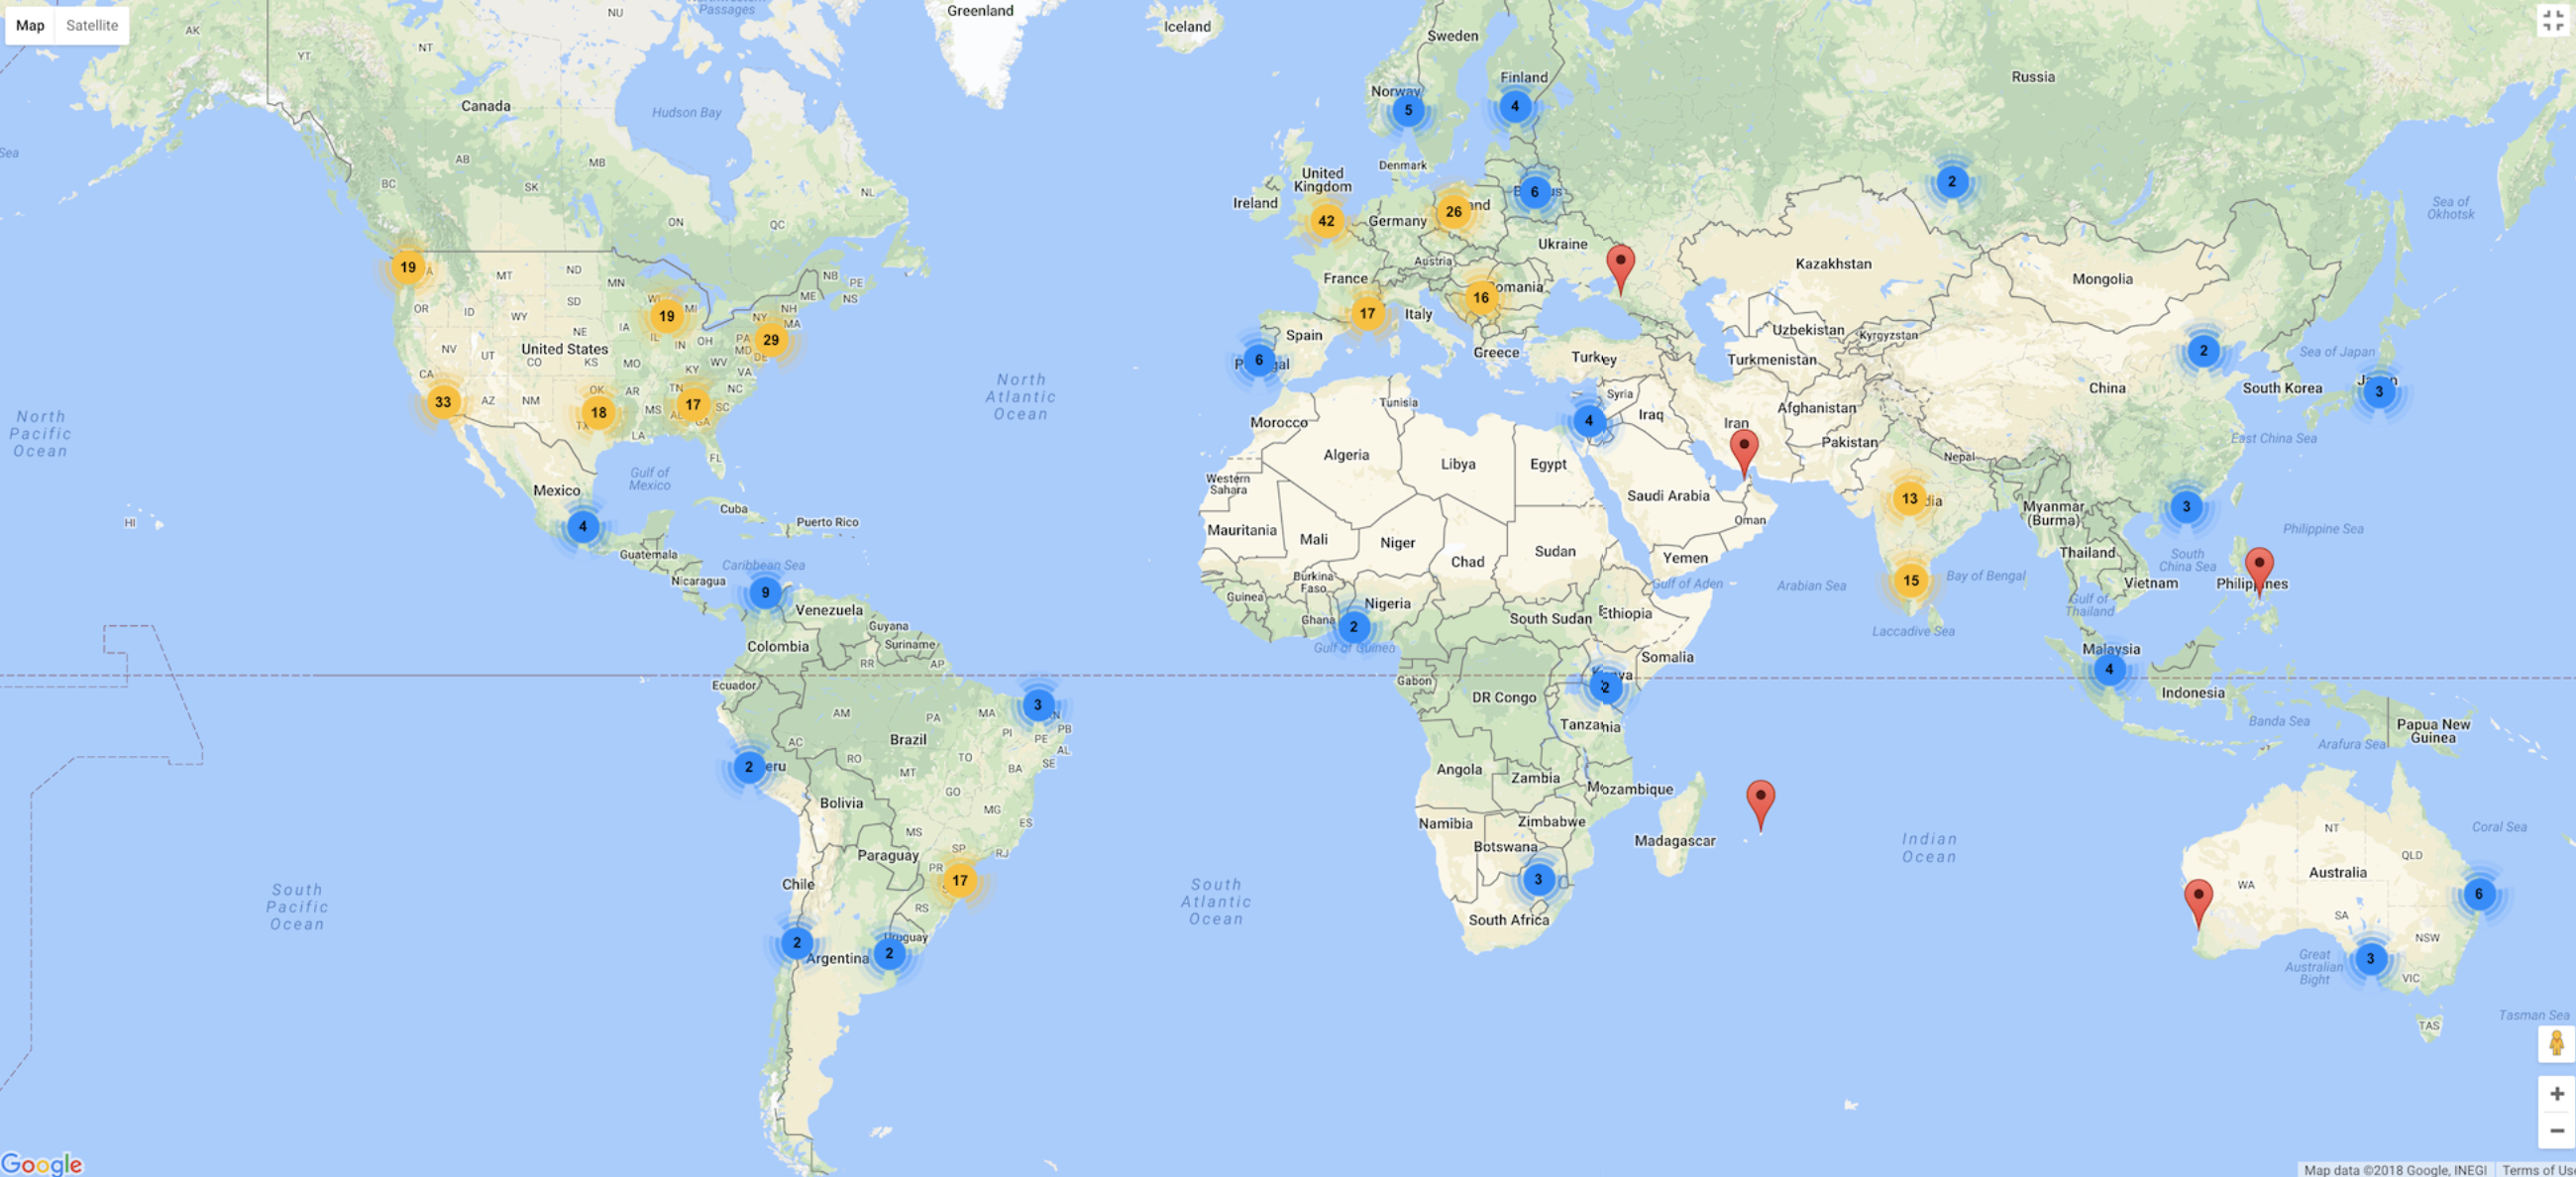 Map Satellite
Greenland
Iceland
Sweden
Finland
Norway
Russia
NU
Northwestern
Passages
AK
YT
NT
Canada
Hudson Bay
5
4
Sea
AB
SK
MB
BC
ON
QC
NL
Denmark
United
Kingdom
Ireland
42
Germany
26
6
2
Sea of
Okhotsk
Ukraine
Austria
France
Kazakhstan
Mongolia
19
MT
ND
MN
NB
PE
NS
ME
OR
ID
WY
SD
19
MI
NY
NH
MA
29
IA
NE
IL
IN
OH
PA
MD
DE
NV
UT
United States
CO
KS
MO
WV
VA
KY
CA
33
AZ
NM
OK
18
TX
AR
TN
17
NC
SC
MS
GA
LA
FL
17
Italy
16
Spain
Greece
6
Turkey
Uzbekistan
Kyrgyzstan
Turkmenistan
2
Sea of Japan
China
South Korea
3
North
Atlantic
Ocean
North
Pacific
Ocean
Tunisia
Morocco
4
Syria
Iraq
Iran
Afghanistan
Pakistan
East China Sea
Algeria
Libya
Egypt
Nepal
Western
Sahara
Saudi Arabia
13
Myanmar
(Burma)
3
Philippine Sea
Gulf of
Mexico
Mexico
4
HI
Cuba
Puerto Rico
Guatemala
Caribbean Sea
Nicaragua
9
Venezuela
Guyana
Suriname
Colombia
Mauritania
Mali
Niger
Chad
Sudan
Oman
Yemen
Gulf of Aden
Arabian Sea
15
Bay of Bengal
Thailand
Vietnam
South
China Sea
Philippines
Gulf of
Thailand
Laccadive Sea
Burkina
Faso
Guinea
Nigeria
Ghana
2
Gulf of Guinea
South Sudan
Ethiopia
Somalia
Malaysia
4
Indonesia
RR
AP
Ecuador
3
Gabon
DR Congo
2
Tanzania
Banda Sea
Arafura Sea
Papua New
Guinea
AM
PA
MA
PI
PE
PB
AL
SE
AC
Brazil
TO
BA
RO
MT
2
GO
Bolivia
MG
ES
MS
SP
RJ
Angola
Zambia
Mozambique
Namibia
Zimbabwe
Madagascar
Botswana
Indian
Ocean
NT
QLD
Coral Sea
Australia
WA
SA
6
Paraguay
PR
17
Chile
RS
3
South Africa
South
Pacific
Ocean
South
Atlantic
Ocean
2
Argentina
Uruguay
2
NSW
Great
Australian
Bight
3
VIC
Tasman Sea
TAS
Google
Map data ©2018 Google, INEGI Terms of Use